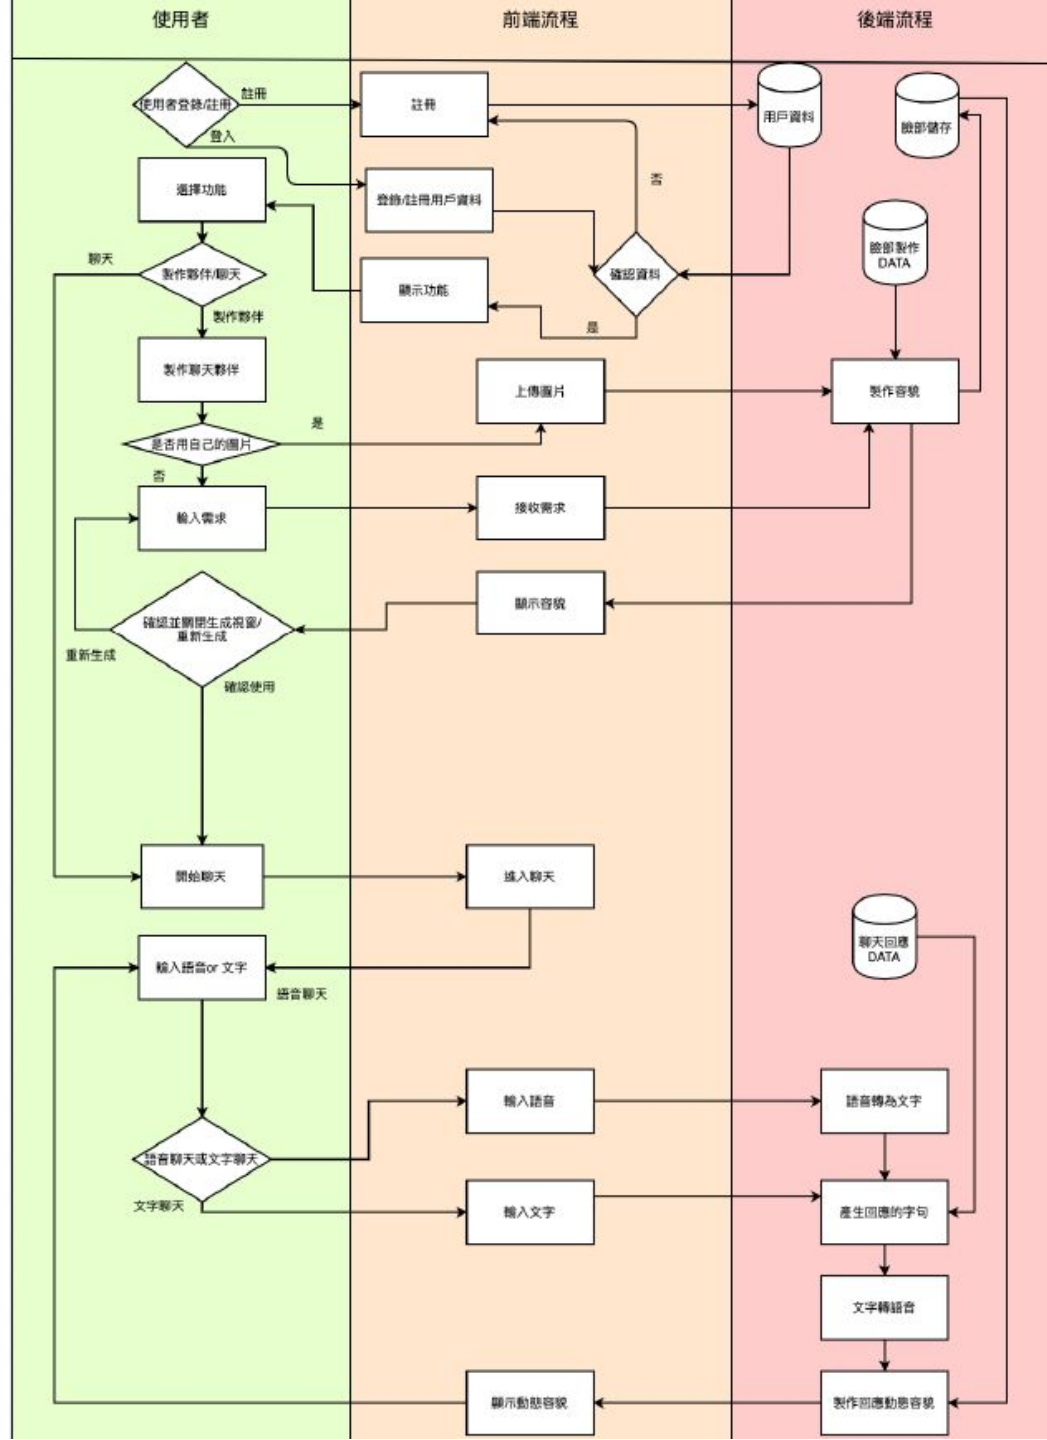 使用者
前端流程
後端流程
使用者登錄/註冊
註冊
註冊
用戶資料
臉部儲存
登入
選擇功能
登錄/註冊用戶資料
否
臉部製作
DATA
聊天
製作夥伴/聊天
確認資料
顯示功能
製作夥伴
是
製作聊天夥伴
上傳圖片
製作容貌
是
是否用自己的圖片
否
輸入需求
接收需求
顯示容貌
確認並關閉生成視窗/
重新生成
重新生成
確認使用
開始聊天
進入聊天
聊天回應
DATA
輸入語音or 文字
語音聊天
輸入語音
語音轉為文字
語音聊天或文字聊天
文字聊天
輸入文字
產生回應的字句
文字轉語音
顯示動態容貌
製作回應動態容貌